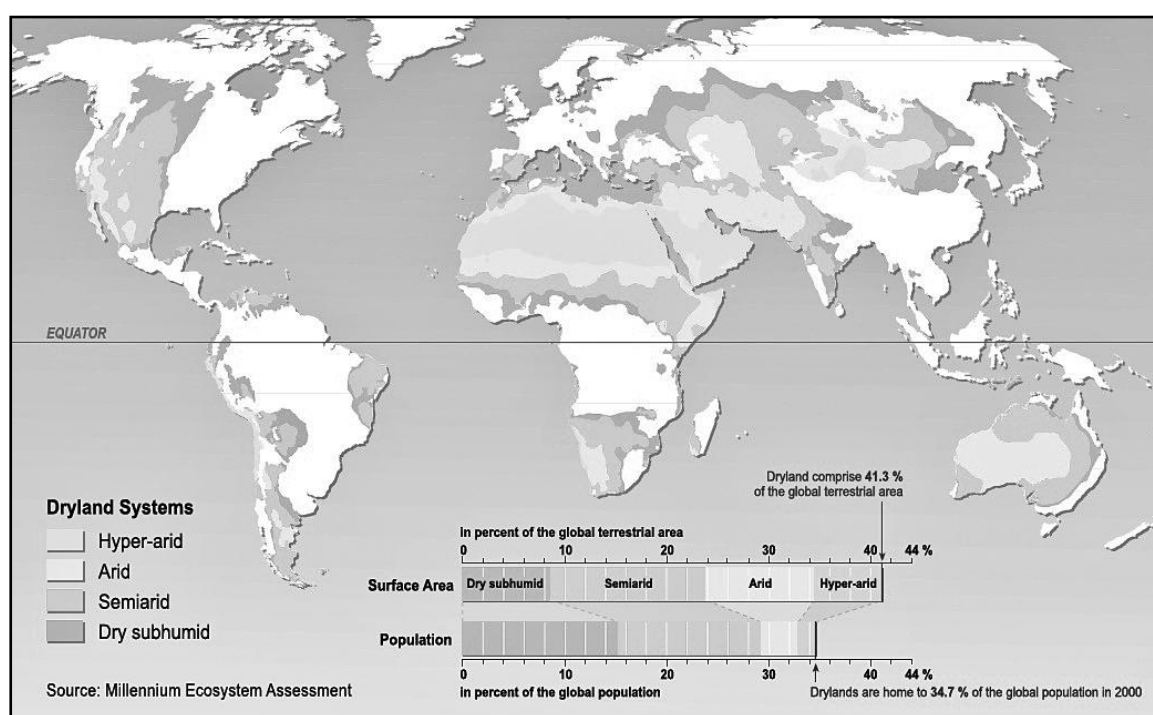 EQUATOR
Dryland comprise 41.3 %
of the global terrestrial area
Dryland Systems
Hyper-arid
Arid
Semiarid
Dry subhumid
Source: Millennium Ecosystem Assessment
in percent of the global terrestrial area
0 10 20 30 40 44 %
Surface Area Dry subhumid Semiarid Arid Hyper-arid
Population
0 10 20 30 40 44 %
in percent of the global population
Drylands are home to 34.7 % of the global population in 2000